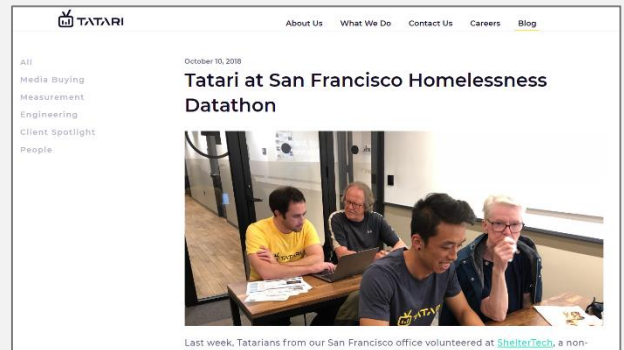 TATARI
About Us What We Do Contact Us Careers Blog
All
Media Buying
Measurement
Engineering
Client Spotlight
People
October 10, 2018
Tatari at San Francisco Homelessness
Datathon
TATARI
TATARI
Last week, Tatarians from our San Francisco office volunteered at ShelterTech, a non-